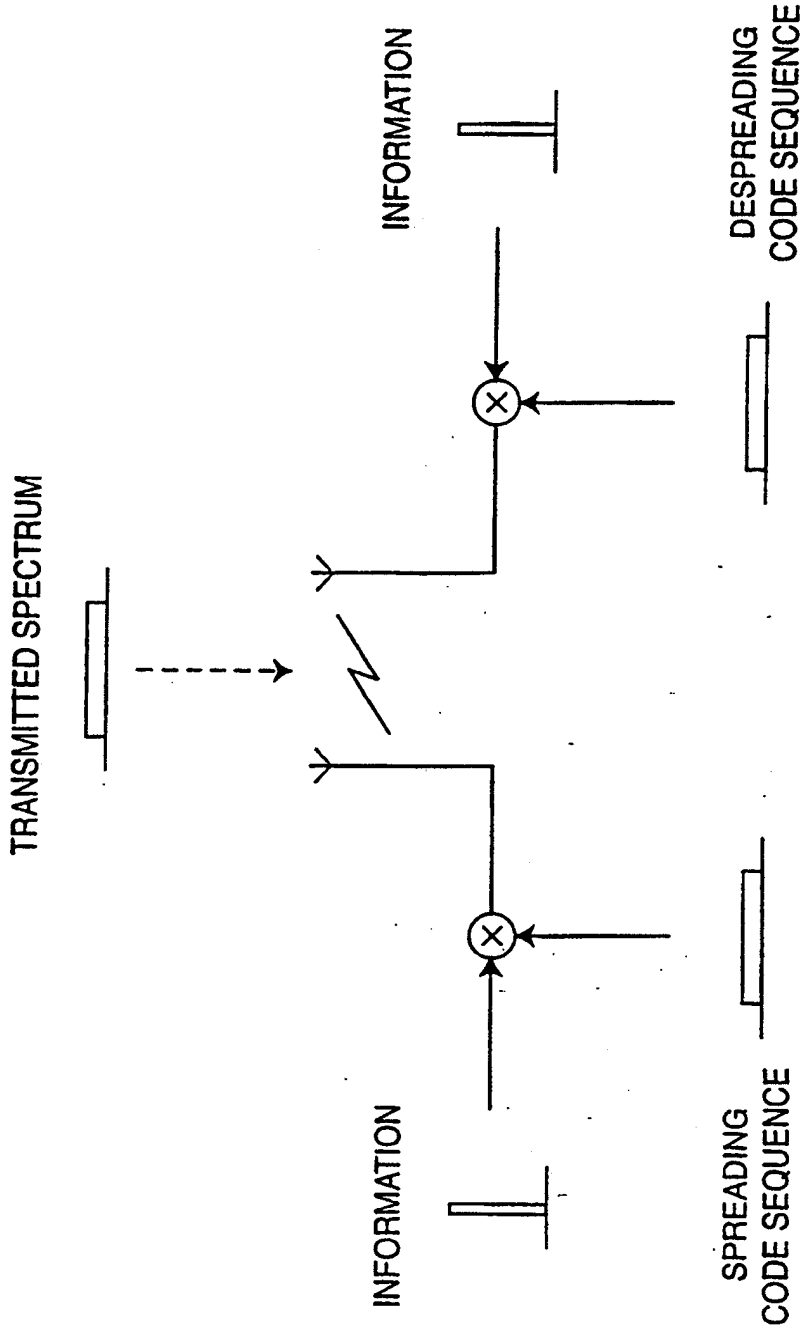 TRANSMITTED SPECTRUM
INFORMATION
INFORMATION
SPREADING
CODE SEQUENCE
DESPREADING
CODE SEQUENCE